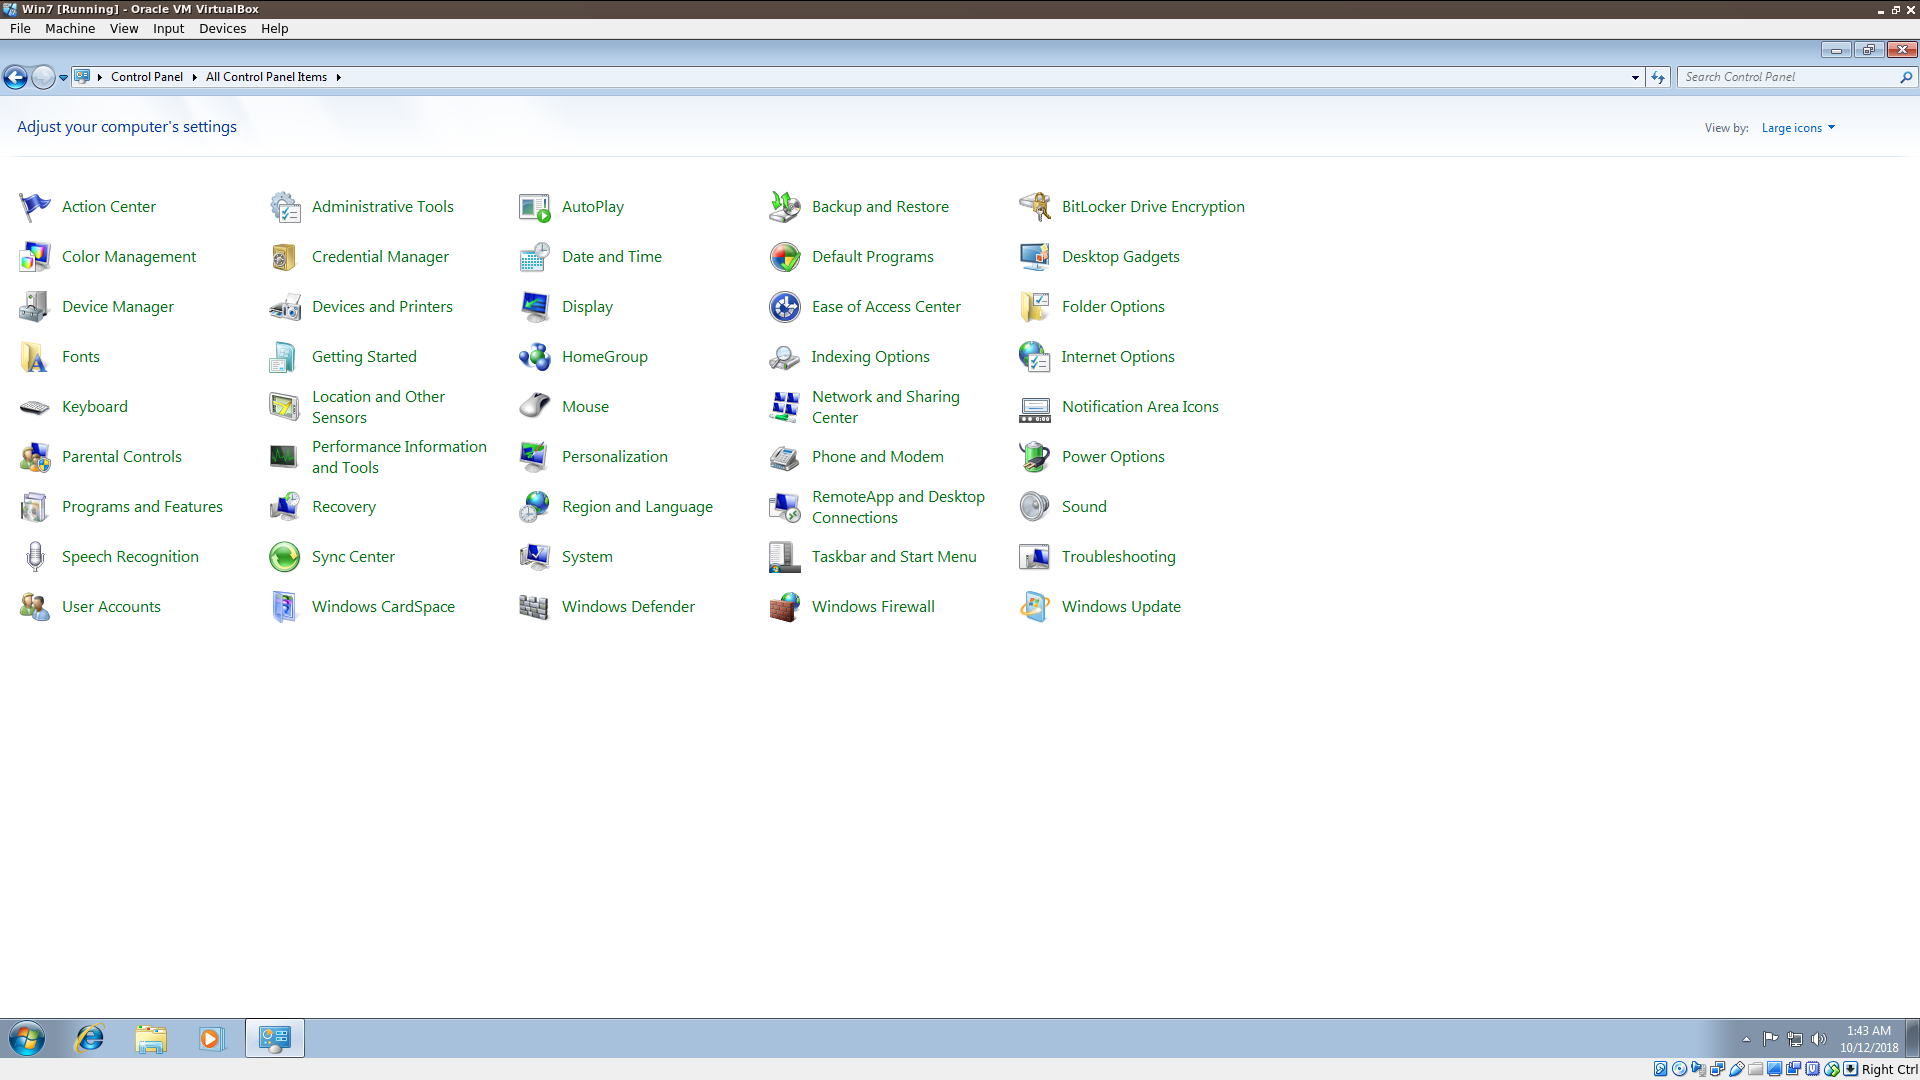 Win7 [Running] - Oracle VM VirtualBox
File Machine View Input Devices Help
Control Panel All Control Panel Items
Search Control Panel
Adjust your computer's settings
View by: Large icons
Action Center
Administrative Tools
AutoPlay
Backup and Restore
BitLocker Drive Encryption
Color Management
Credential Manager
Date and Time
Default Programs
Desktop Gadgets
Device Manager
Devices and Printers
Display
Ease of Access Center
Folder Options
Fonts
Getting Started
HomeGroup
Indexing Options
Internet Options
Keyboard
Location and Other
Sensors
Mouse
Network and Sharing
Center
Notification Area Icons
Parental Controls
Performance Information
and Tools
Personalization
Phone and Modem
Power Options
Programs and Features
Recovery
Region and Language
RemoteApp and Desktop
Connections
Sound
Speech Recognition
Sync Center
System
Taskbar and Start Menu
Troubleshooting
User Accounts
Windows CardSpace
Windows Defender
Windows Firewall
Windows Update
1:43 AM
10/12/2018
Right Ctrl